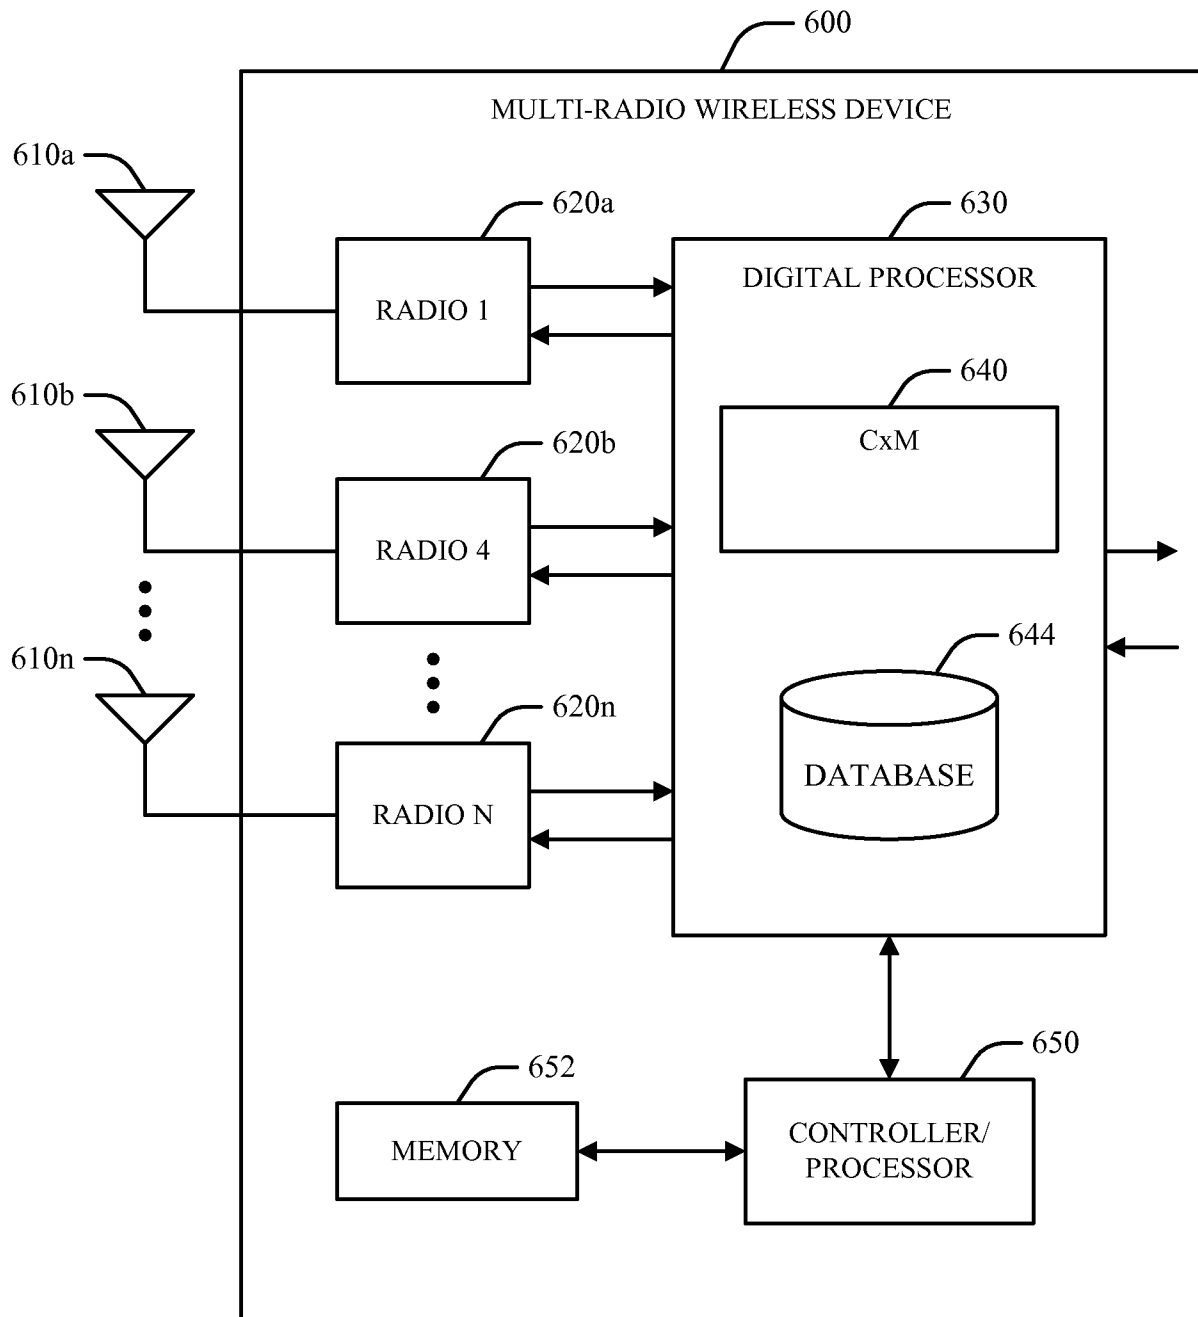 600
MULTI-RADIO WIRELESS DEVICE
610a
620a
630
RADIO 1
DIGITAL PROCESSOR
640
CxM
610b
620b
RADIO 4
644
DATABASE
610n
620n
RADIO N
650
CONTROLLER/
PROCESSOR
652
MEMORY